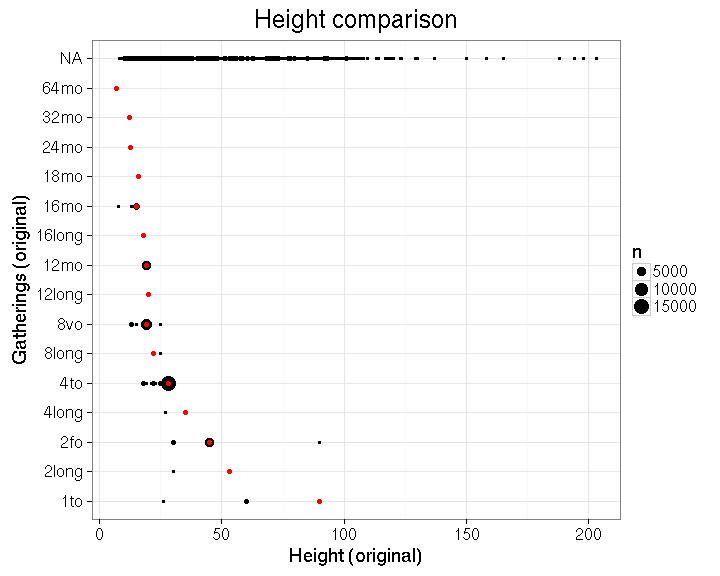 Height comparison
Gatherings (original)
NA
64mo
32mo
24mo
18mo
16mo
16long
12mo
12long
8vo
8long
4to
4long
2fo
2long
1to
0
50
100
150
200
Height (original)
n
5000
10000
15000